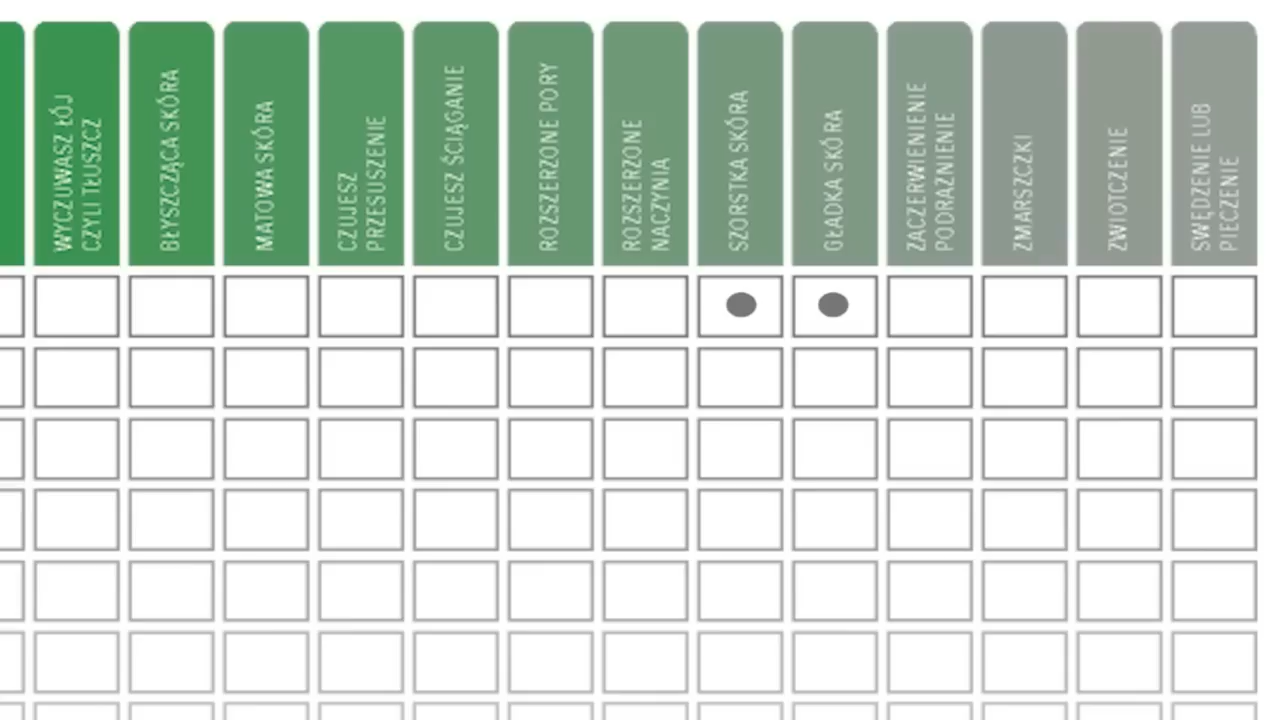 WYCZUWASZ ŁÓJ
CZYLI TŁUSZCZ
BŁYSZCZĄCA SKÓRA
MATOWA SKÓRA
CZUJESZ
PRZESUSZENIE
CZUJESZ ŚCIĄGANIE
ROZSZERZONE PORY
ROZSZERZONE
NACZYNIA
SZORSTKA SKÓRA
GŁADKA SKÓRA
ZACZERWIENIENIE
PODRAŻNIENIE
ZMARSZCZKI
ZWIOTCZENIE
SWĘDZENIE LUB
PIECZENIE